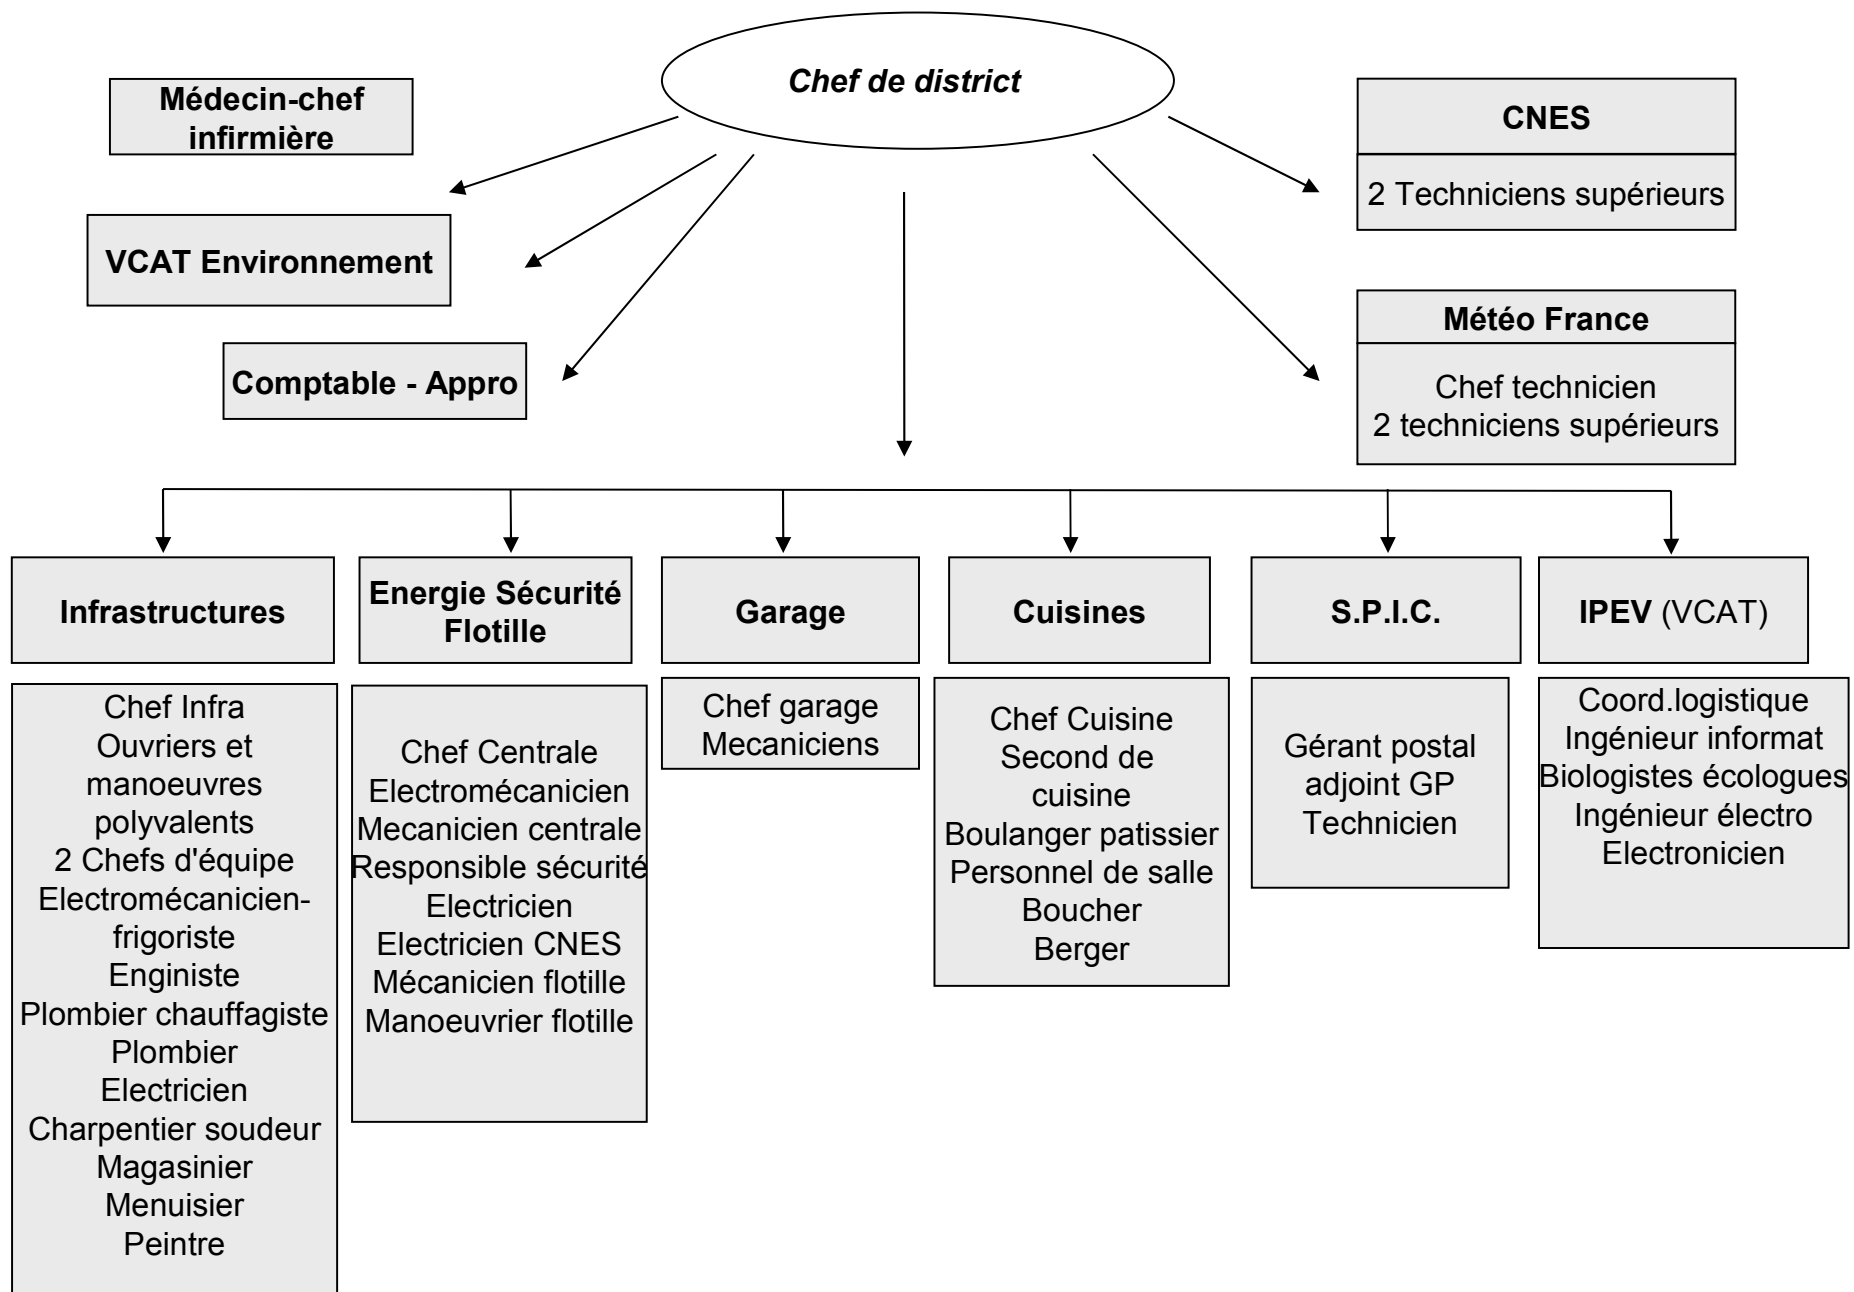 Chef de district
Médecin-chef
infirmière
VCAT Environnement
Comptable - Appro
CNES
2 Techniciens supérieurs
Météo France
Chef technicien
2 techniciens supérieurs
Infrastructures
Chef Infra
Ouvriers et
manoeuvres
polyvalents
2 Chefs d'équipe
Electromécanicien-
frigoriste
Enginiste
Plombier chauffagiste
Plombier
Electricien
Charpentier soudeur
Magasinier
Menuisier
Peintre
Energie Sécurité
Flotille
Chef Centrale
Electromécanicien
Mecanicien centrale
Responsible sécurité
Electricien
Electricien CNES
Mécanicien flotille
Manoeuvrier flotille
Garage
Chef garage
Mecaniciens
Cuisines
Chef Cuisine
Second de
cuisine
Boulanger patissier
Personnel de salle
Boucher
Berger
S.P.I.C.
Gérant postal
adjoint GP
Technicien
IPEV (VCAT)
Coord.logistique
Ingénieur informat
Biologistes écologues
Ingénieur électro
Electronicien